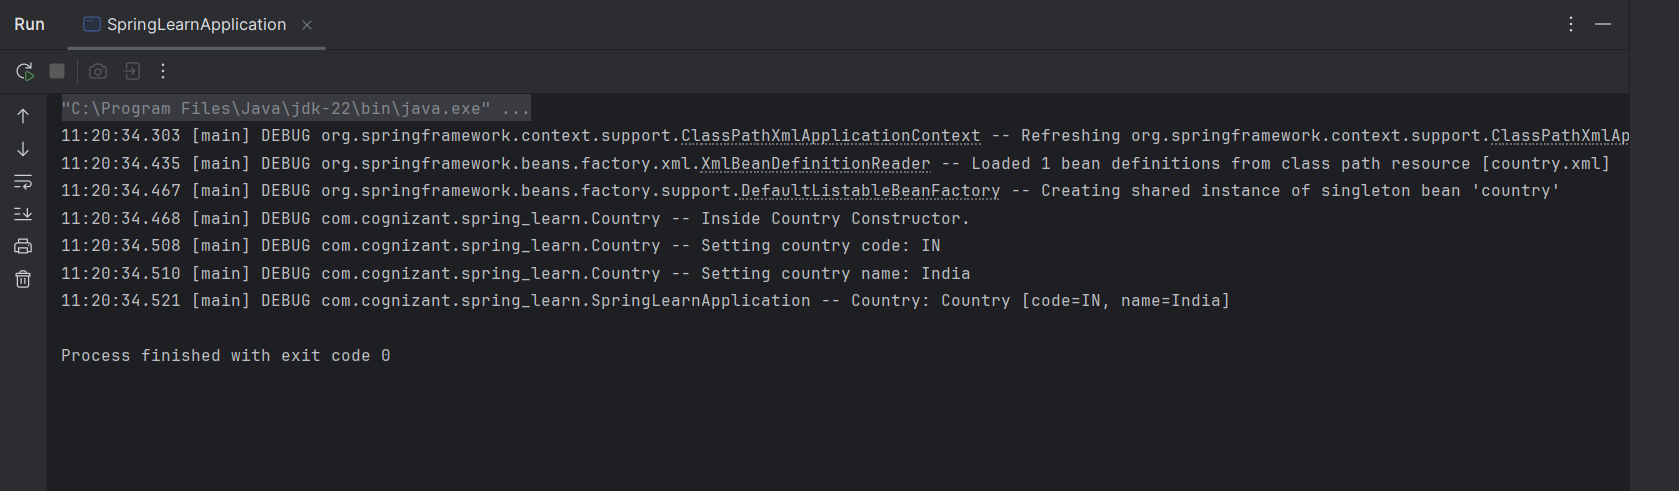 Run SpringLearnApplication
"C:\Program Files\Java\jdk-22\bin\java.exe" ...
11:20:34.303 [main] DEBUG org.springframework.context.support.ClassPathXmlApplicationContext -- Refreshing org.springframework.context.support.ClassPathXmlAp
11:20:34.435 [main] DEBUG org.springframework.beans.factory.xml.XmlBeanDefinitionReader -- Loaded 1 bean definitions from class path resource [country.xml]
11:20:34.467 [main] DEBUG org.springframework.beans.factory.support.DefaultListableBeanFactory -- Creating shared instance of singleton bean 'country'
11:20:34.468 [main] DEBUG com.cognizant.spring_learn.Country -- Inside Country Constructor.
11:20:34.508 [main] DEBUG com.cognizant.spring_learn.Country -- Setting country code: IN
11:20:34.510 [main] DEBUG com.cognizant.spring_learn.Country -- Setting country name: India
11:20:34.521 [main] DEBUG com.cognizant.spring_learn.SpringLearnApplication -- Country: Country [code=IN, name=India]
Process finished with exit code 0